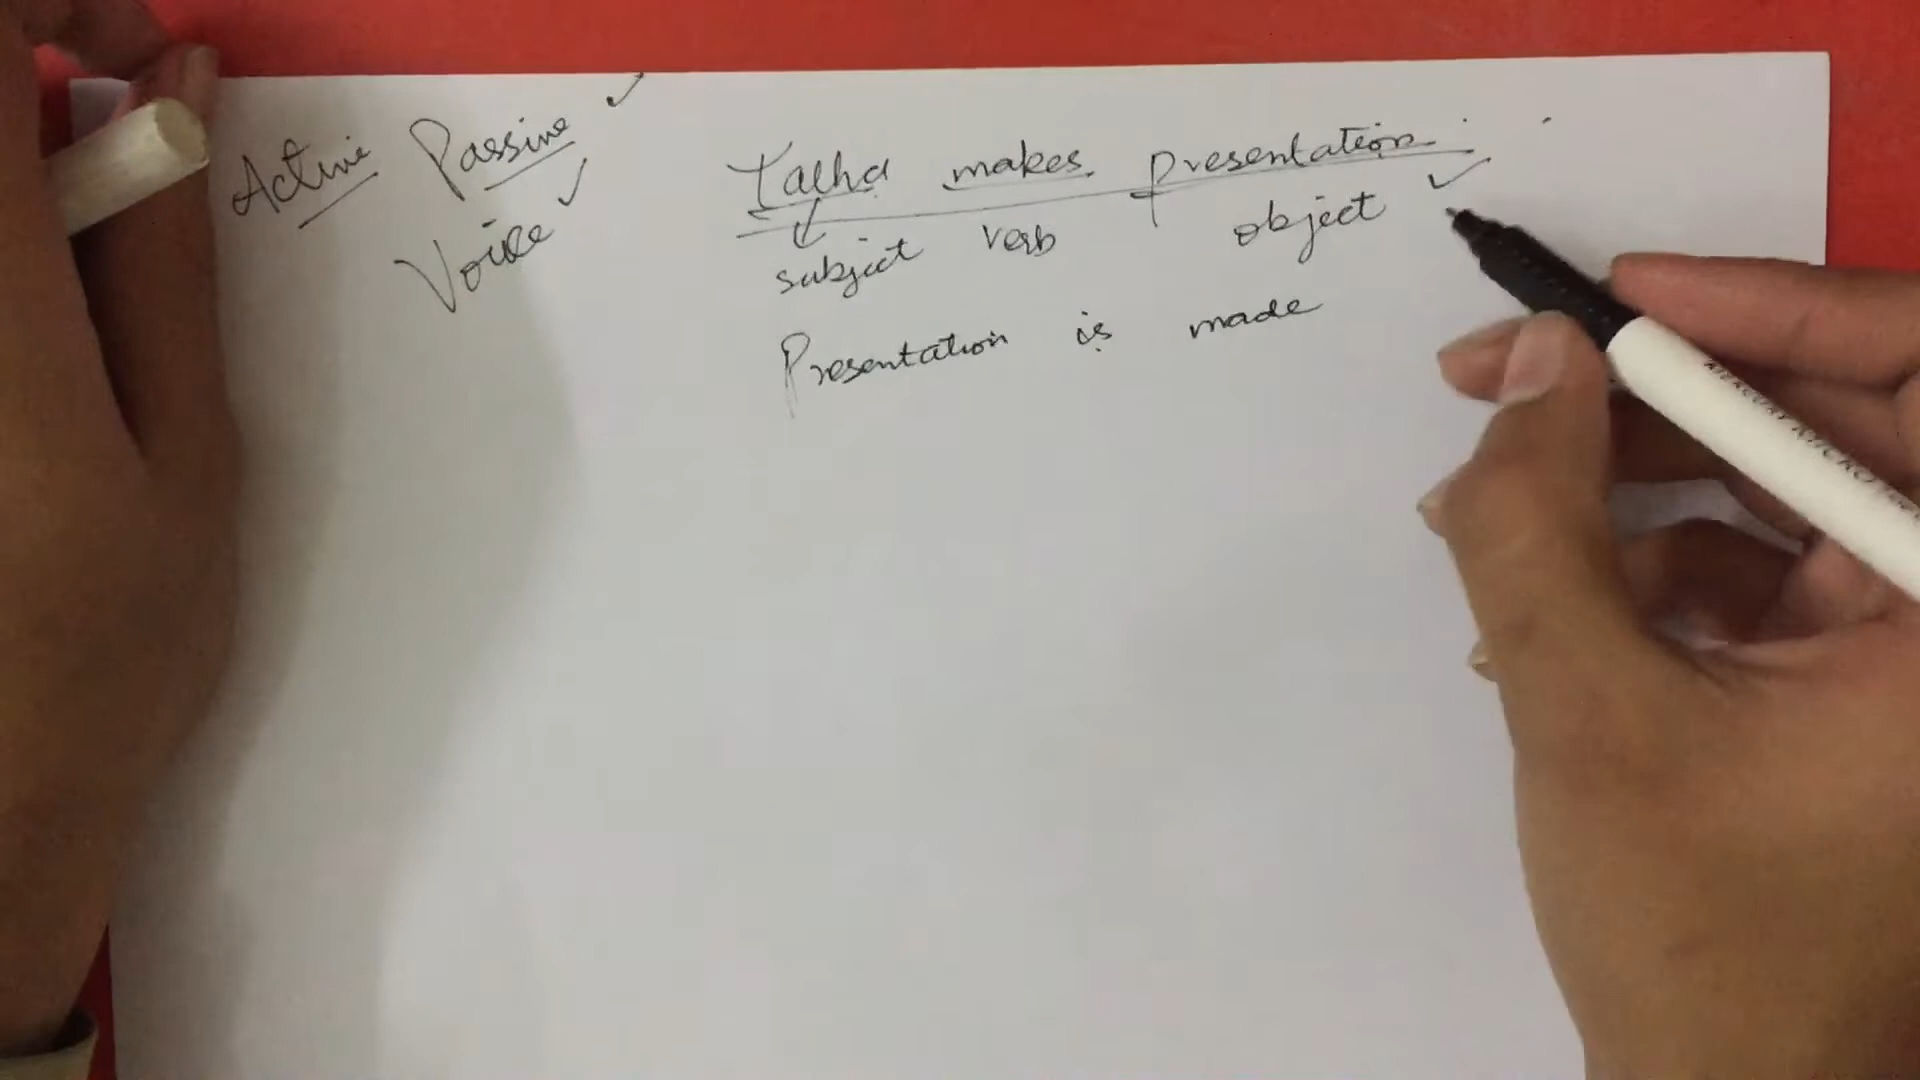 Active Passive
Voice
Talha makes presentation.
subject verb object
Presentation is made